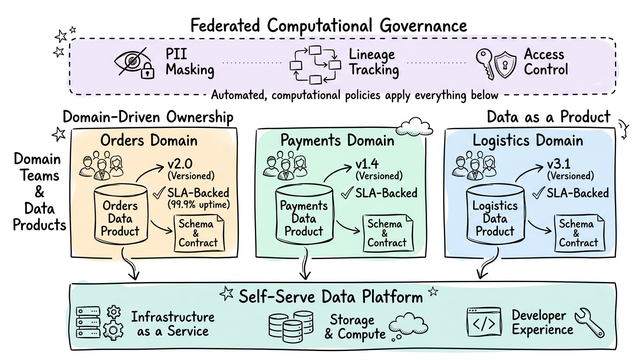 Federated Computational Governance
PII
Masking
Lineage
Tracking
Access
Control
Automated, computational policies apply everything below
Domain-Driven Ownership
Data as a Product
Domain
Teams
&
Data
Products
Orders Domain
v2.0
(Versioned)
SLA-Backed
(99.9% uptime)
Orders
Data
Product
Schema
&
Contract
Payments Domain
v1.4
(Versioned)
SLA-Backed
Payments
Data
Product
Schema
&
Contract
Logistics Domain
v3.1
(Versioned)
SLA-Backed
Logistics
Data
Product
Schema
&
Contract
Self-Serve Data Platform
Infrastructure
as a Service
Storage
& Compute
</>
Developer
Experience